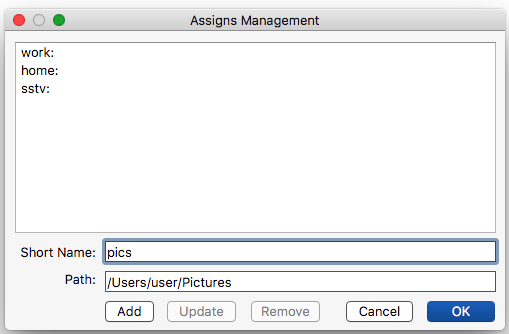 Assigns Management
work:
home:
sstv:
Short Name: pics
Path: /Users/user/Pictures
Add Update Remove Cancel OK